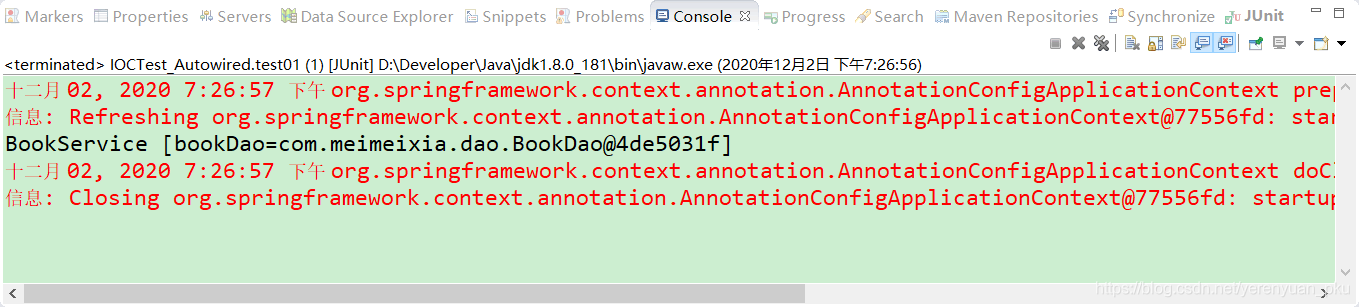 Markers Properties Servers Data Source Explorer Snippets Problems Console Progress Search Maven Repositories Synchronize JUnit
<terminated> IOCTest_Autowired.test01 (1) [JUnit] D:\Developer\Java\jdk1.8.0_181\bin\javaw.exe (2020年12月2日 下午7:26:56)
十二月 02, 2020 7:26:57 下午 org.springframework.context.annotation.AnnotationConfigApplicationContext prep
信息: Refreshing org.springframework.context.annotation.AnnotationConfigApplicationContext@77556fd: star
BookService [bookDao=com.meimeixia.dao.BookDao@4de5031f]
十二月 02, 2020 7:26:57 下午 org.springframework.context.annotation.AnnotationConfigApplicationContext doCl
信息: Closing org.springframework.context.annotation.AnnotationConfigApplicationContext@77556fd: startup
https://blog.csdn.net/yerenyuan_pku